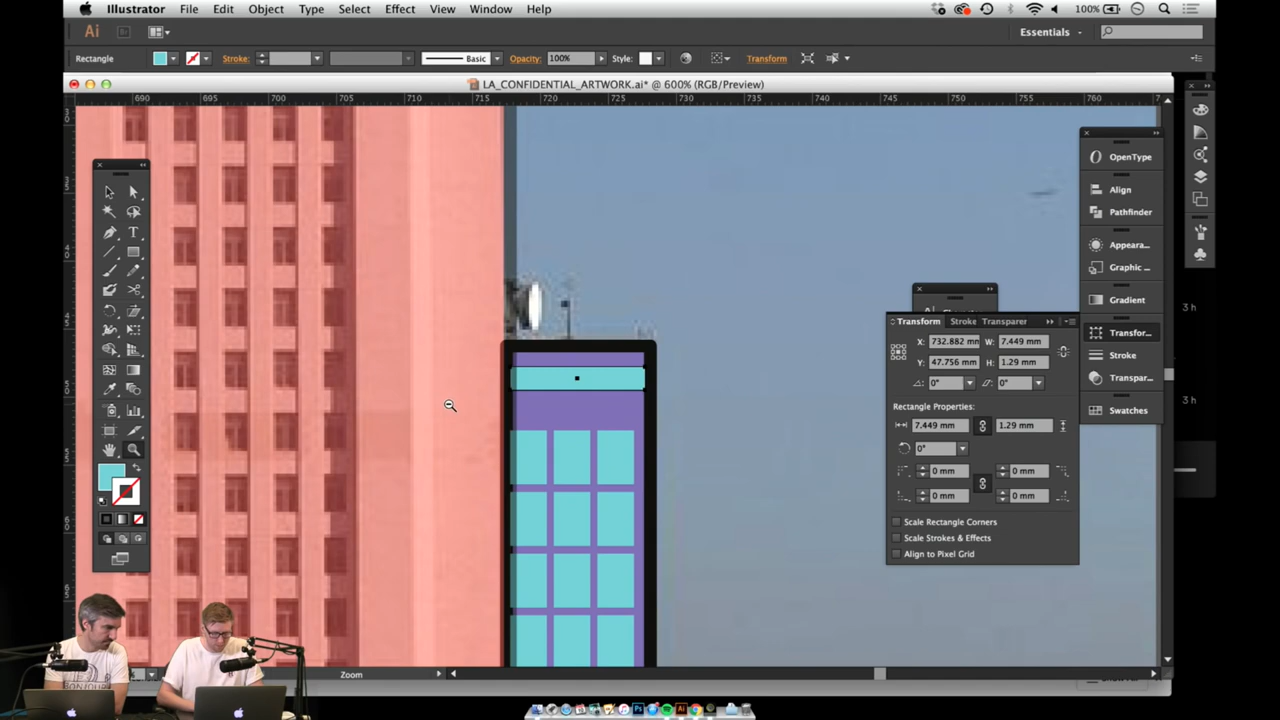 Illustrator File Edit Object Type Select Effect View Window Help 100%
Ai Essentials
Rectangle Stroke: Basic Opacity: 100% Style: Transform
LA_CONFIDENTIAL_ARTWORK.ai* @ 600% (RGB/Preview)
690 695 700 705 710 715 720 725 730 735 740 745 750 755 760
OpenType
Align
Pathfinder
Appeara...
Graphic ...
Gradient
Transfor...
Stroke
Transpar...
Swatches
3 h
3 h
Transform Stroke Transparer
X: 732.882 mm W: 7.449 mm
Y: 47.756 mm H: 1.29 mm
0° 0°
Rectangle Properties:
7.449 mm 1.29 mm
0°
0 mm 0 mm
0 mm 0 mm
Scale Rectangle Corners
Scale Strokes & Effects
Align to Pixel Grid
Zoom
BONJOUR